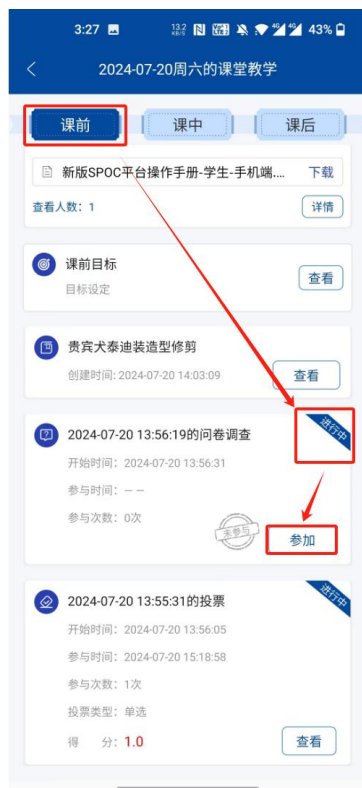 3:27 13.2 KB/S 4G 4G 43%
2024-07-20周六的课堂教学
课前 课中 课后
新版SPOC平台操作手册-学生-手机端.... 下载
查看人数：1 详情
课前目标
目标设定 查看
贵宾犬泰迪装造型修剪
创建时间: 2024-07-20 14:03:09 查看
2024-07-20 13:56:19的问卷调查 进行中
开始时间：2024-07-20 13:56:31
参与时间：– –
参与次数：0次 未参与 参加
2024-07-20 13:55:31的投票 进行中
开始时间：2024-07-20 13:56:05
参与时间：2024-07-20 15:18:58
参与次数：1次
投票类型：单选
得 分：1.0 查看